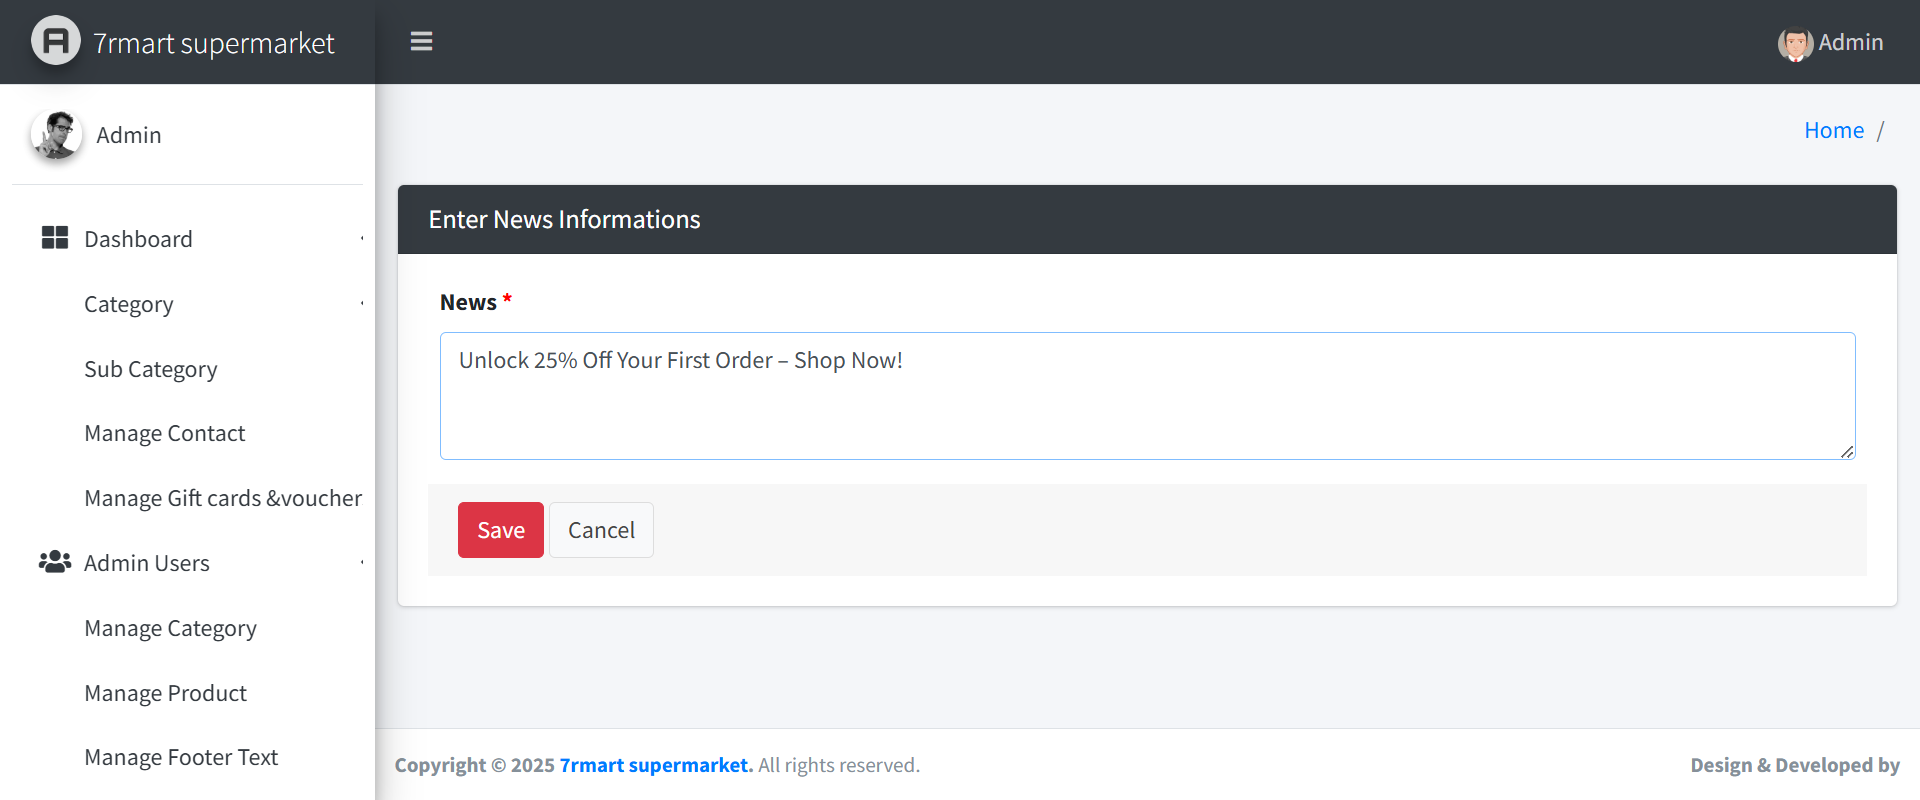 7rmart supermarket
Admin
Admin
Home /
Dashboard
Category
Sub Category
Manage Contact
Manage Gift cards &voucher
Admin Users
Manage Category
Manage Product
Manage Footer Text
Enter News Informations
News *
Unlock 25% Off Your First Order – Shop Now!
Save Cancel
Copyright © 2025 7rmart supermarket. All rights reserved.
Design & Developed by